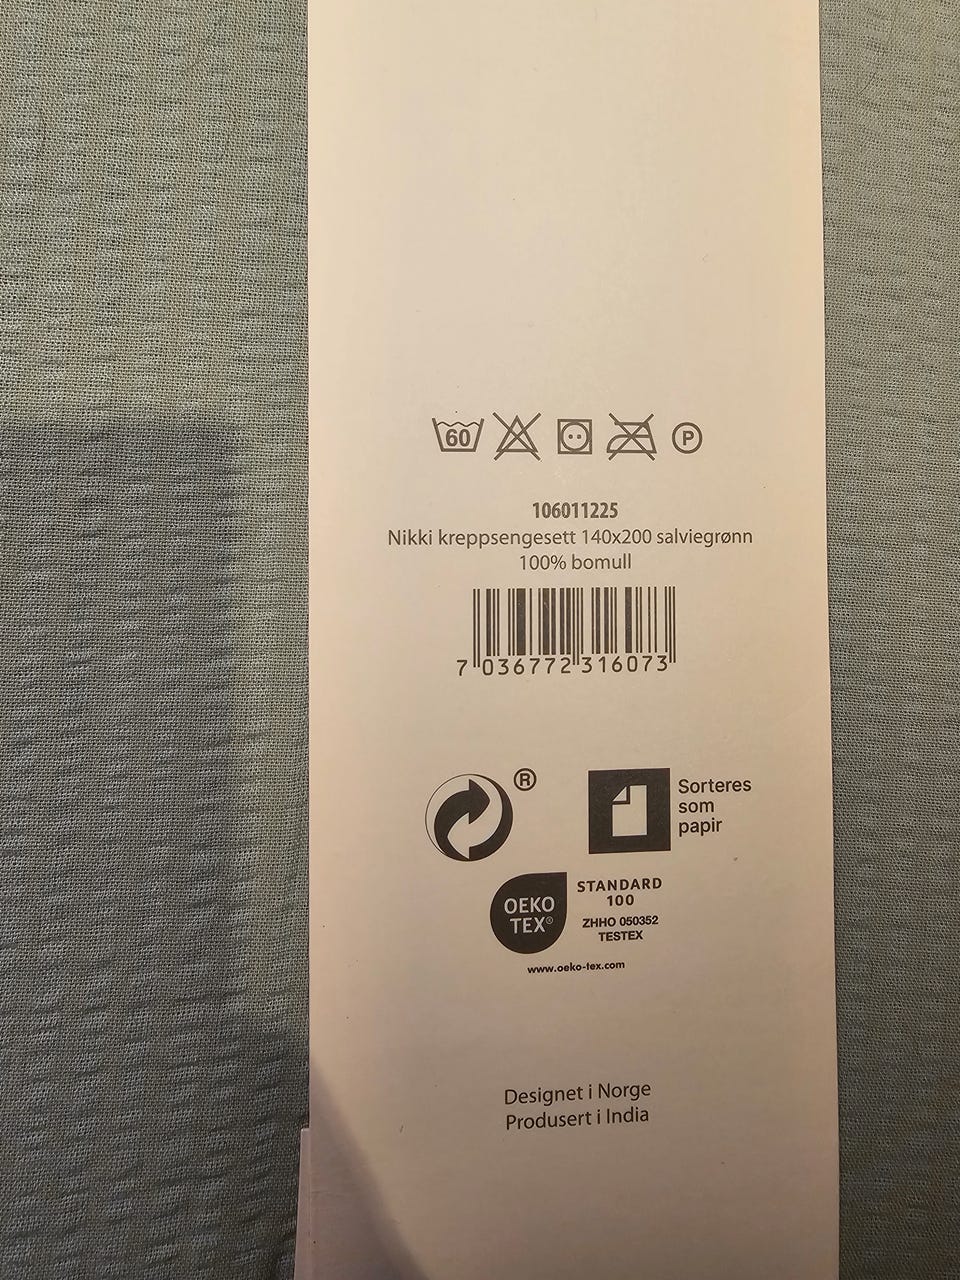 60
P
106011225
Nikki kreppsengesett 140x200 salviegrønn
100% bomull
7 036772 316073
®
Sorteres
som
papir
OEKO
TEX®
STANDARD
100
ZHHO 050352
TESTEX
www.oeko-tex.com
Designet i Norge
Produsert i India